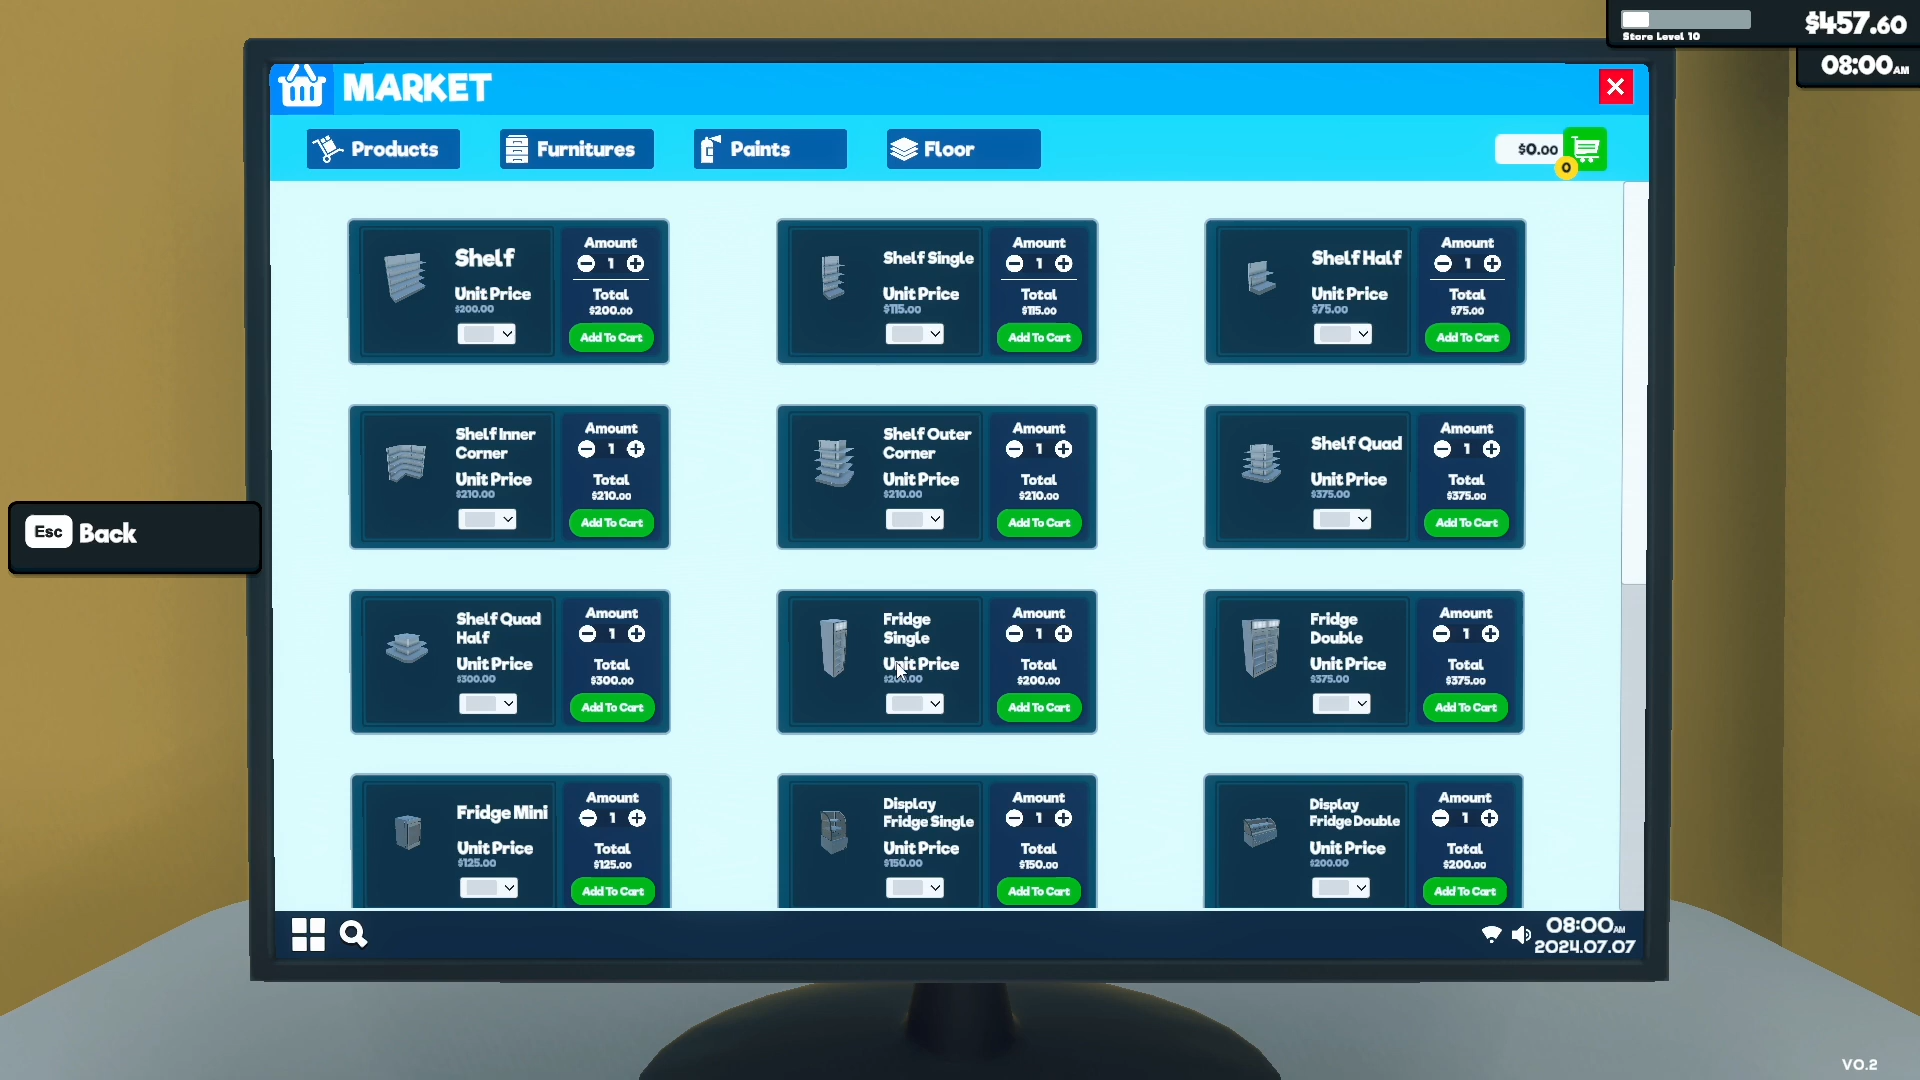 $457.60
Store Level 10
08:00AM
MARKET
Products
Furnitures
Paints
Floor
$0.00
0
Shelf
Unit Price
$200.00
Amount
1
Total
$200.00
Add To Cart
Shelf Single
Unit Price
$115.00
Amount
1
Total
$115.00
Add To Cart
Shelf Half
Unit Price
$75.00
Amount
1
Total
$75.00
Add To Cart
Shelf Inner
Corner
Unit Price
$210.00
Amount
1
Total
$210.00
Add To Cart
Shelf Outer
Corner
Unit Price
$210.00
Amount
1
Total
$210.00
Add To Cart
Shelf Quad
Unit Price
$375.00
Amount
1
Total
$375.00
Add To Cart
Esc Back
Shelf Quad
Half
Unit Price
$300.00
Amount
1
Total
$300.00
Add To Cart
Fridge
Single
Unit Price
$200.00
Amount
1
Total
$200.00
Add To Cart
Fridge
Double
Unit Price
$375.00
Amount
1
Total
$375.00
Add To Cart
Fridge Mini
Unit Price
$125.00
Amount
1
Total
$125.00
Add To Cart
Display
Fridge Single
Unit Price
$150.00
Amount
1
Total
$150.00
Add To Cart
Display
Fridge Double
Unit Price
$200.00
Amount
1
Total
$200.00
Add To Cart
08:00AM
2024.07.07
V0.2